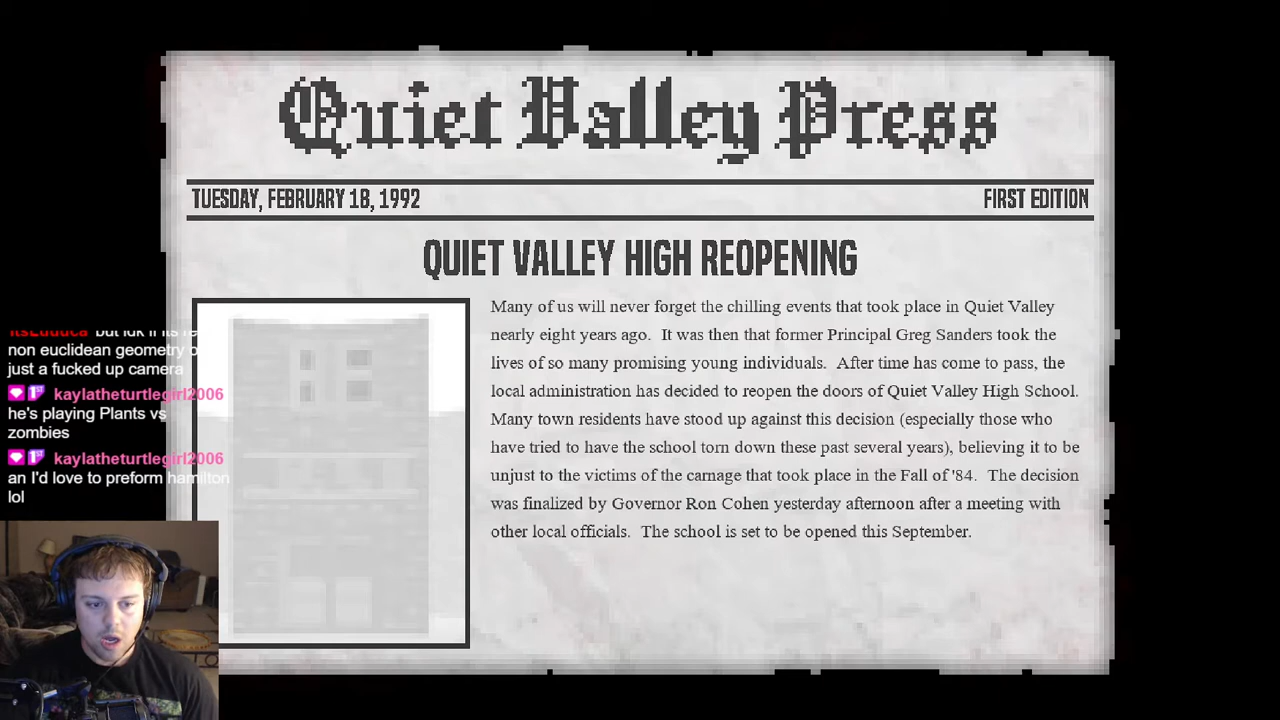 Quiet Valley Press
TUESDAY, FEBRUARY 18, 1992
FIRST EDITION
QUIET VALLEY HIGH REOPENING
Many of us will never forget the chilling events that took place in Quiet Valley
nearly eight years ago.  It was then that former Principal Greg Sanders took the
lives of so many promising young individuals.  After time has come to pass, the
local administration has decided to reopen the doors of Quiet Valley High School.
Many town residents have stood up against this decision (especially those who
have tried to have the school torn down these past several years), believing it to be
unjust to the victims of the carnage that took place in the Fall of '84.  The decision
was finalized by Governor Ron Cohen yesterday afternoon after a meeting with
other local officials.  The school is set to be opened this September.
but idk if its
non euclidean geometry
just a fucked up camera
kaylatheturtlegirl2006
he's playing Plants vs
zombies
kaylatheturtlegirl2006
an I'd love to preform hamilton
lol